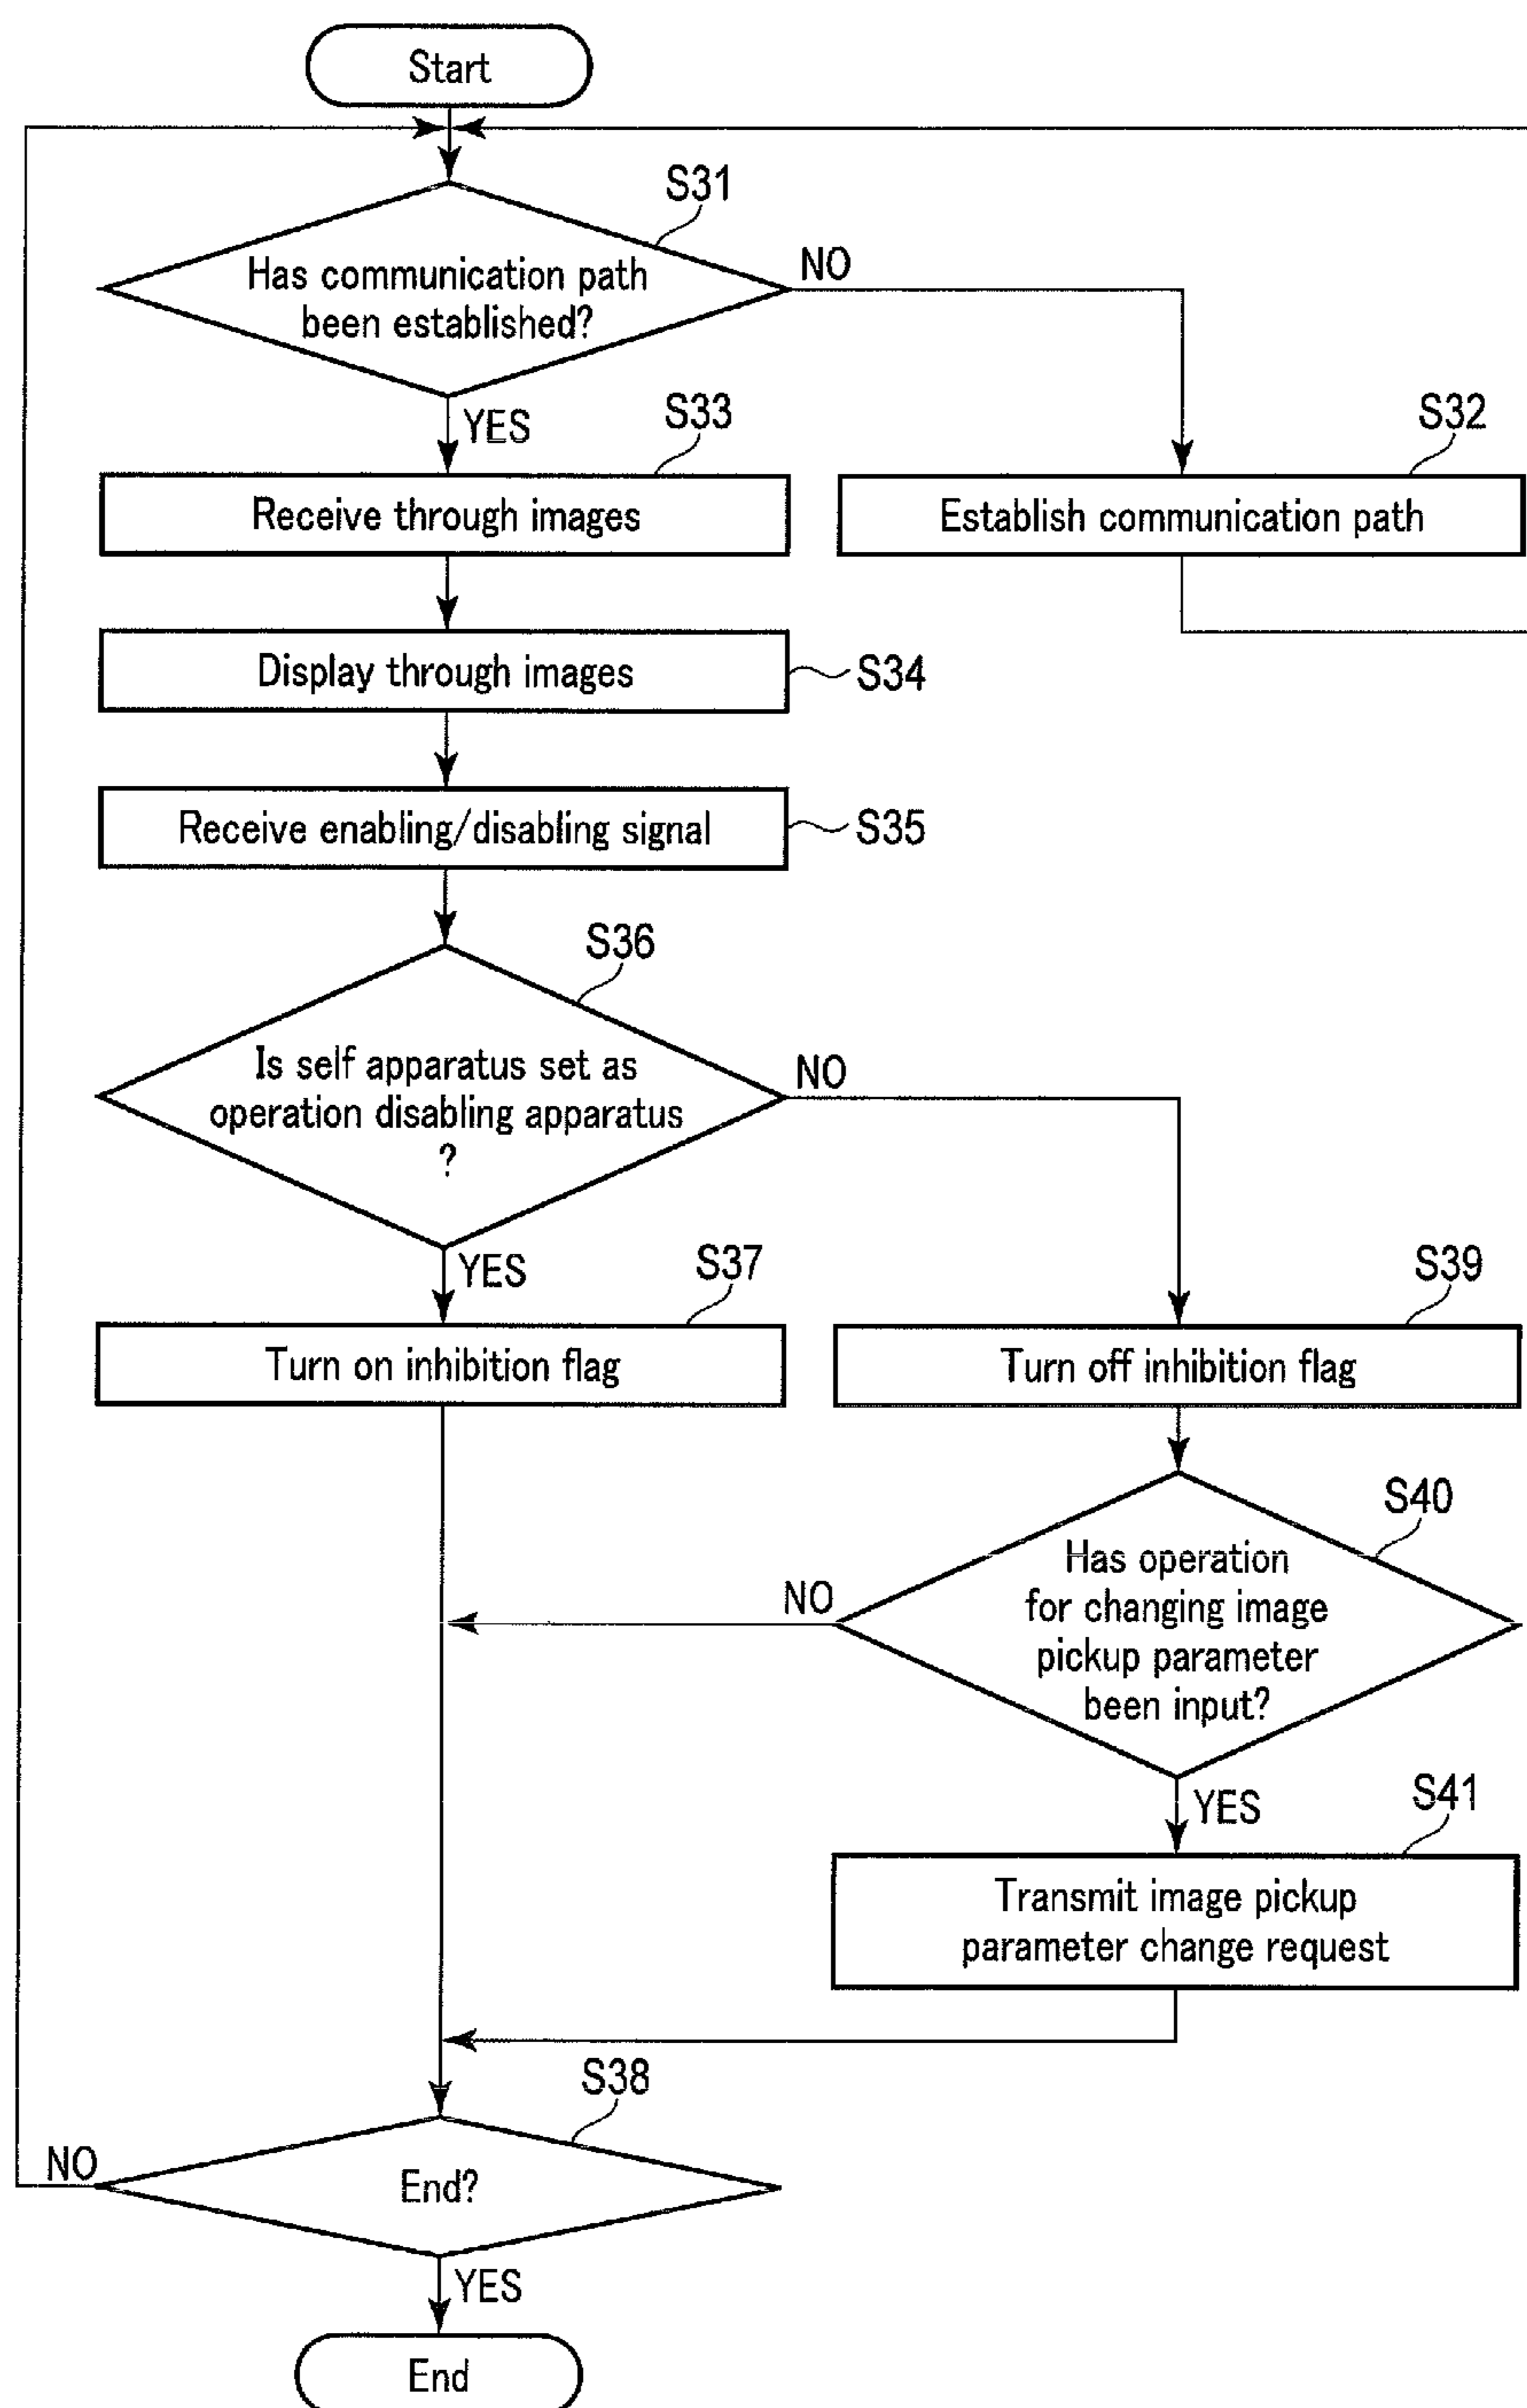 Start
S31
Has communication path
been established?
NO
YES
S33
S32
Receive through images
Establish communication path
Display through images
S34
Receive enabling/disabling signal
S35
S36
Is self apparatus set as
operation disabling apparatus
?
NO
YES
S37
S39
Turn on inhibition flag
Turn off inhibition flag
S40
Has operation
for changing image
pickup parameter
been input?
NO
YES
S41
Transmit image pickup
parameter change request
S38
End?
NO
YES
End